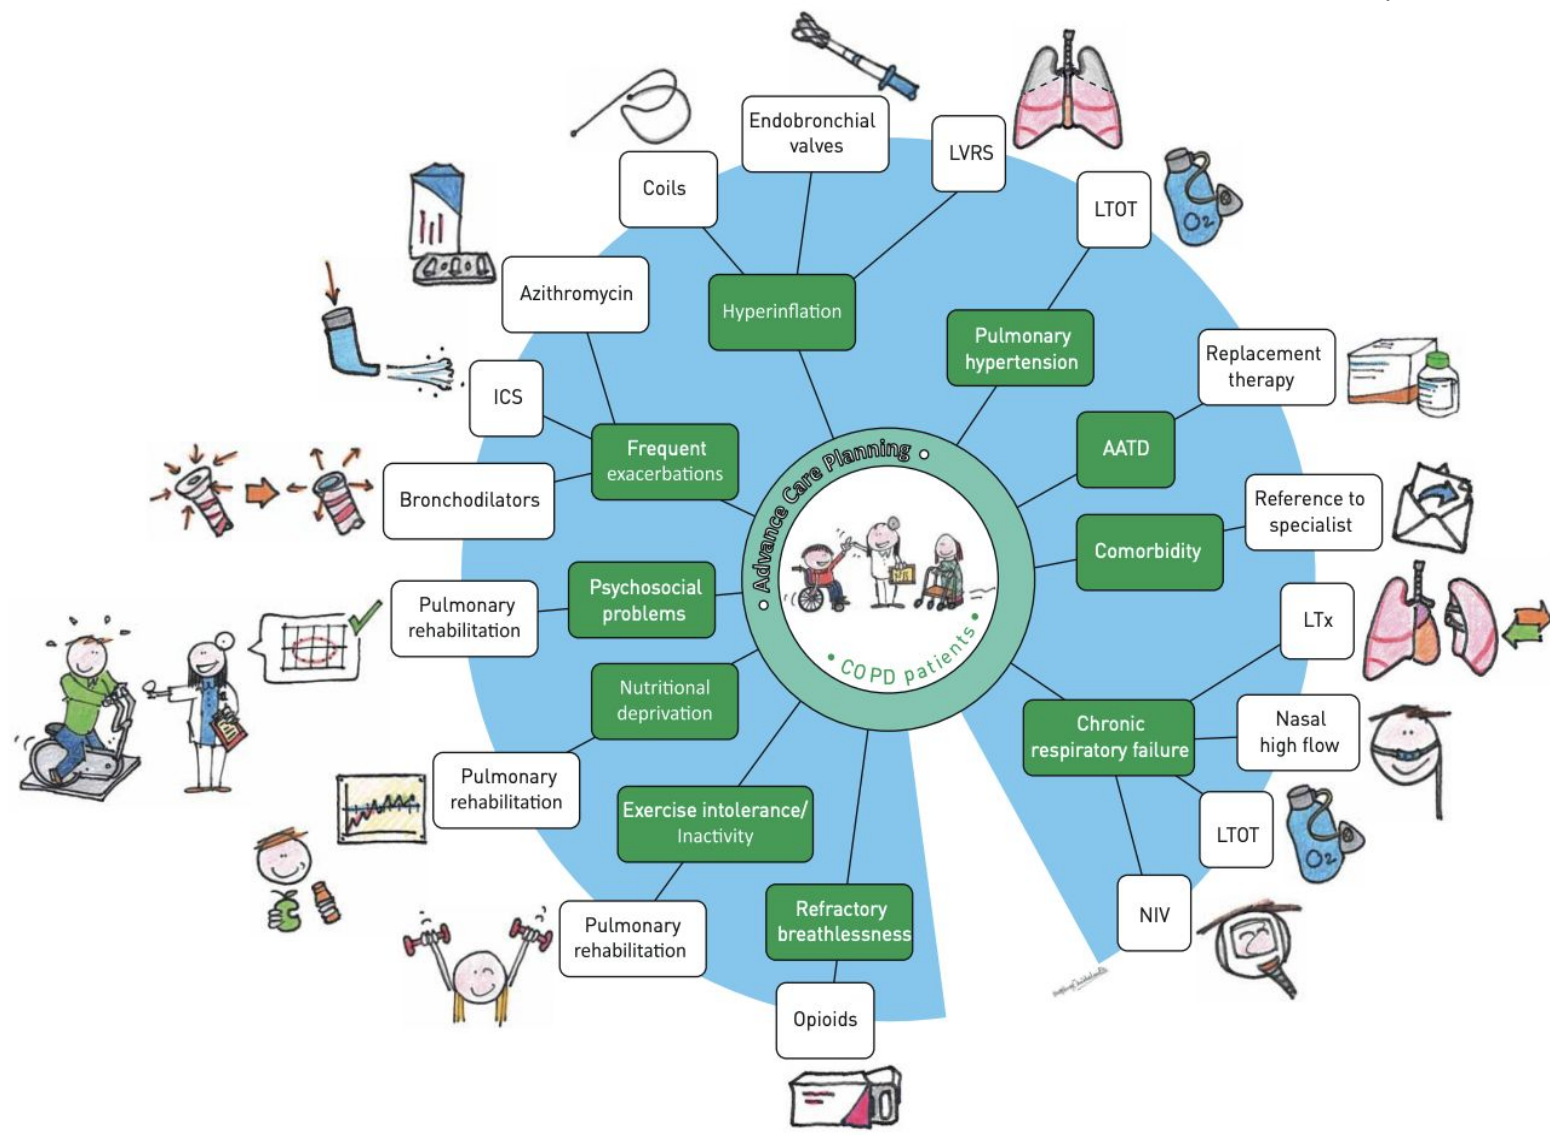 Endobronchial
valves
LVRS
Coils
LTOT
O2
Azithromycin
Hyperinflation
Pulmonary
hypertension
Replacement
therapy
ICS
Frequent
exacerbations
AATD
Bronchodilators
Reference to
specialist
Comorbidity
• Advance Care Planning •
• COPD patients •
Psychosocial
problems
Pulmonary
rehabilitation
LTx
Nutritional
deprivation
Chronic
respiratory failure
Nasal
high flow
Pulmonary
rehabilitation
Exercise intolerance/
Inactivity
LTOT
O2
Pulmonary
rehabilitation
Refractory
breathlessness
NIV
Opioids